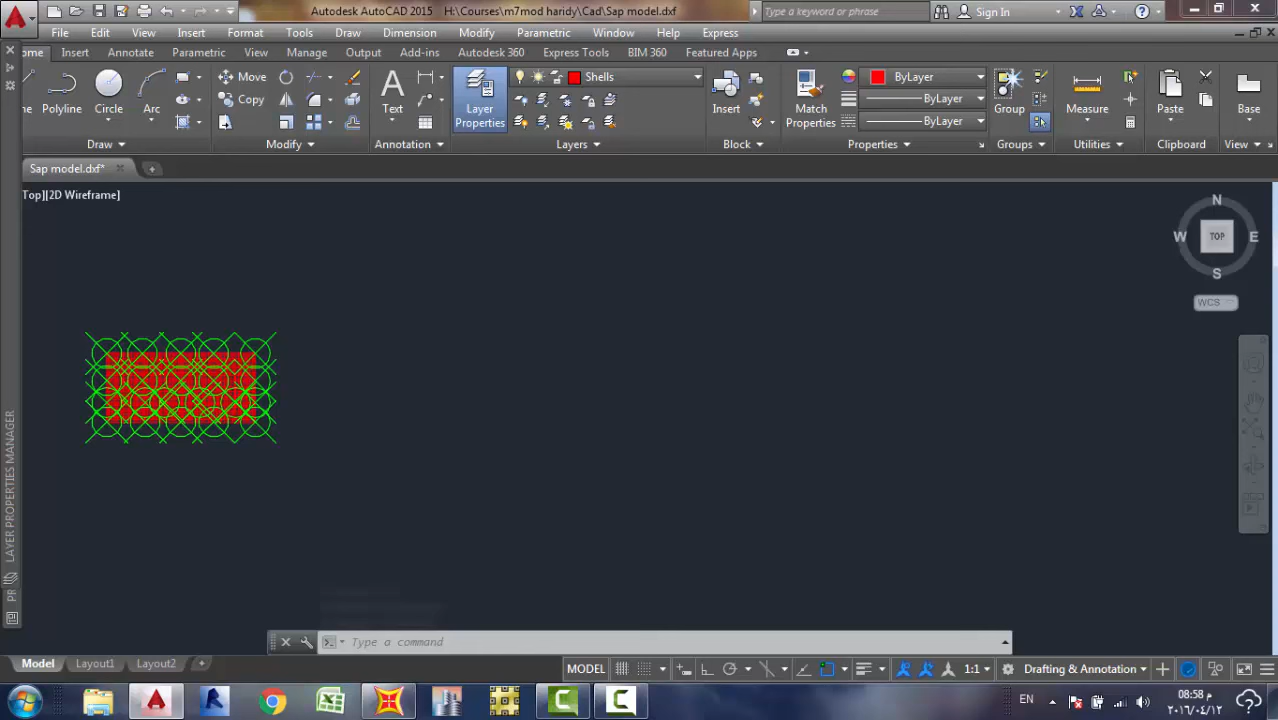 Autodesk AutoCAD 2015 H:\Courses\m7mod haridy\Cad\Sap model.dxf
Type a keyword or phrase
Sign In
File Edit View Insert Format Tools Draw Dimension Modify Parametric Window Help Express
ome Insert Annotate Parametric View Manage Output Add-ins Autodesk 360 Express Tools BIM 360 Featured Apps
Move
Shells
ByLayer
Copy
ByLayer
ne Polyline Circle Arc
Text
Layer Properties
Insert
Match Properties
ByLayer
Group
Measure
Paste
Base
Draw Modify Annotation Layers Block Properties Groups Utilities Clipboard View
Sap model.dxf*
Top][2D Wireframe]
N
W TOP E
S
WCS
LAYER PROPERTIES MANAGER
PR
Type a command
Model Layout1 Layout2
MODEL 1:1 Drafting & Annotation
EN
08:58 م
٢٠١٦/٠٤/١٢